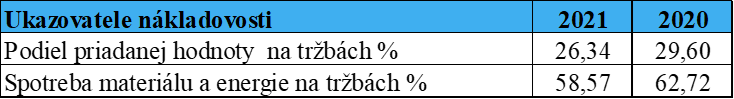 Ukazovatele nákladovosti 2021 2020
Podiel priadanej hodnoty na tržbách % 26,34 29,60
Spotreba materiálu a energie na tržbách % 58,57 62,72